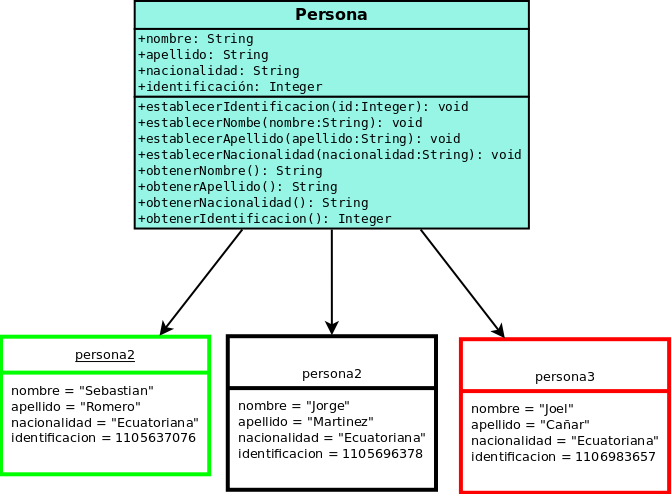 Persona
+nombre: String
+apellido: String
+nacionalidad: String
+identificación: Integer
+establecerIdentificacion(id:Integer): void
+establecerNombe(nombre:String): void
+establecerApellido(apellido:String): void
+establecerNacionalidad(nacionalidad:String): void
+obtenerNombre(): String
+obtenerApellido(): String
+obtenerNacionalidad(): String
+obtenerIdentificacion(): Integer
persona2
nombre = "Sebastian"
apellido = "Romero"
nacionalidad = "Ecuatoriana"
identificacion = 1105637076
persona2
nombre = "Jorge"
apellido = "Martinez"
nacionalidad = "Ecuatoriana"
identificacion = 1105696378
persona3
nombre = "Joel"
apellido = "Cañar"
nacionalidad = "Ecuatoriana"
identificacion = 1106983657